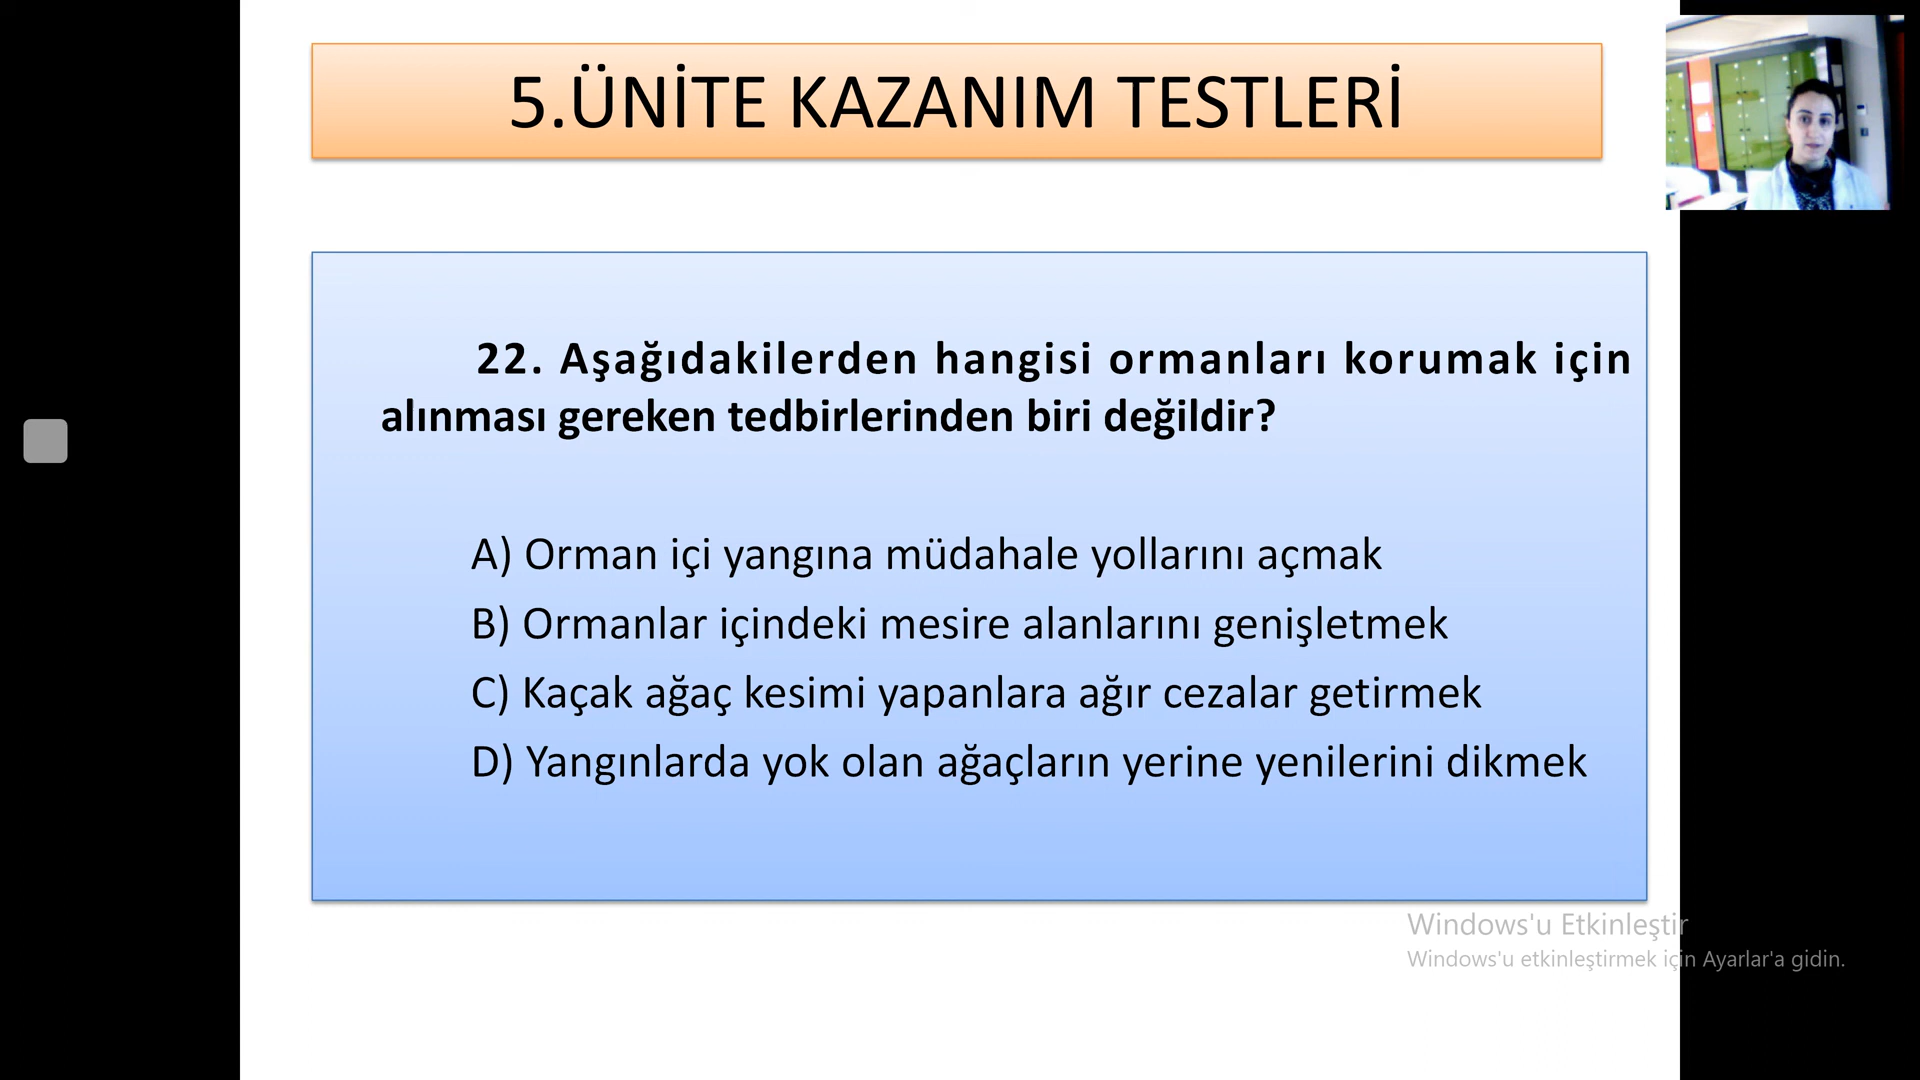 5.ÜNİTE KAZANIM TESTLERİ
22. Aşağıdakilerden hangisi ormanları korumak için
alınması gereken tedbirlerinden biri değildir?
A) Orman içi yangına müdahale yollarını açmak
B) Ormanlar içindeki mesire alanlarını genişletmek
C) Kaçak ağaç kesimi yapanlara ağır cezalar getirmek
D) Yangınlarda yok olan ağaçların yerine yenilerini dikmek
Windows'u Etkinleştir
Windows'u etkinleştirmek için Ayarlar'a gidin.